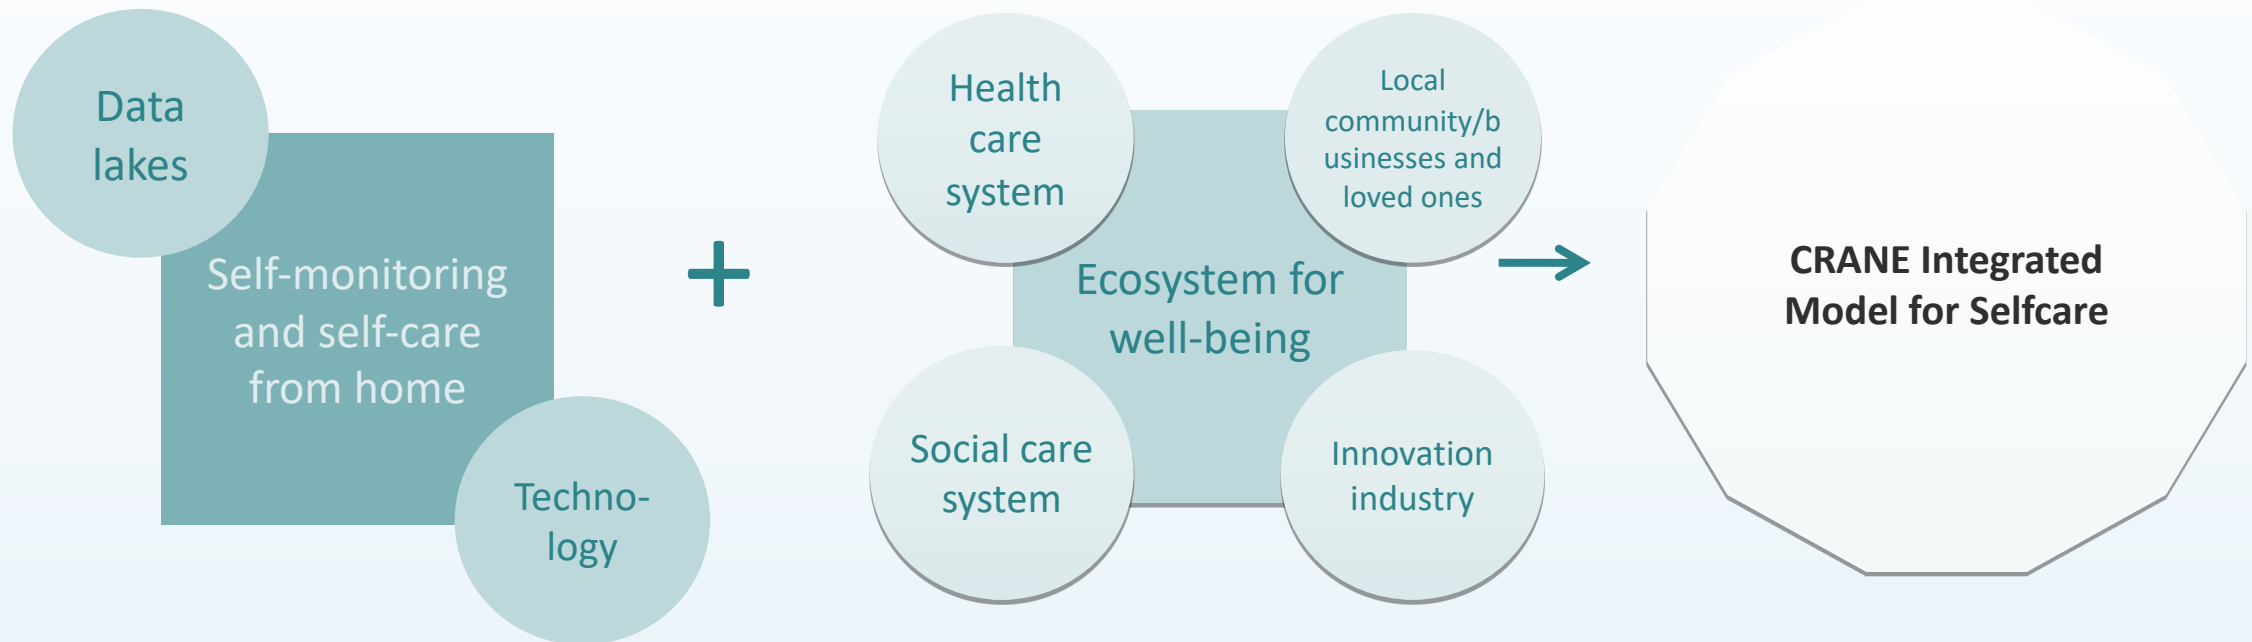 Data
lakes
Self-monitoring
and self-care
from home
Techno-
logy
+
Health
care
system
Local
community/b
usinesses and
loved ones
Ecosystem for
well-being
Social care
system
Innovation
industry
CRANE Integrated
Model for Selfcare